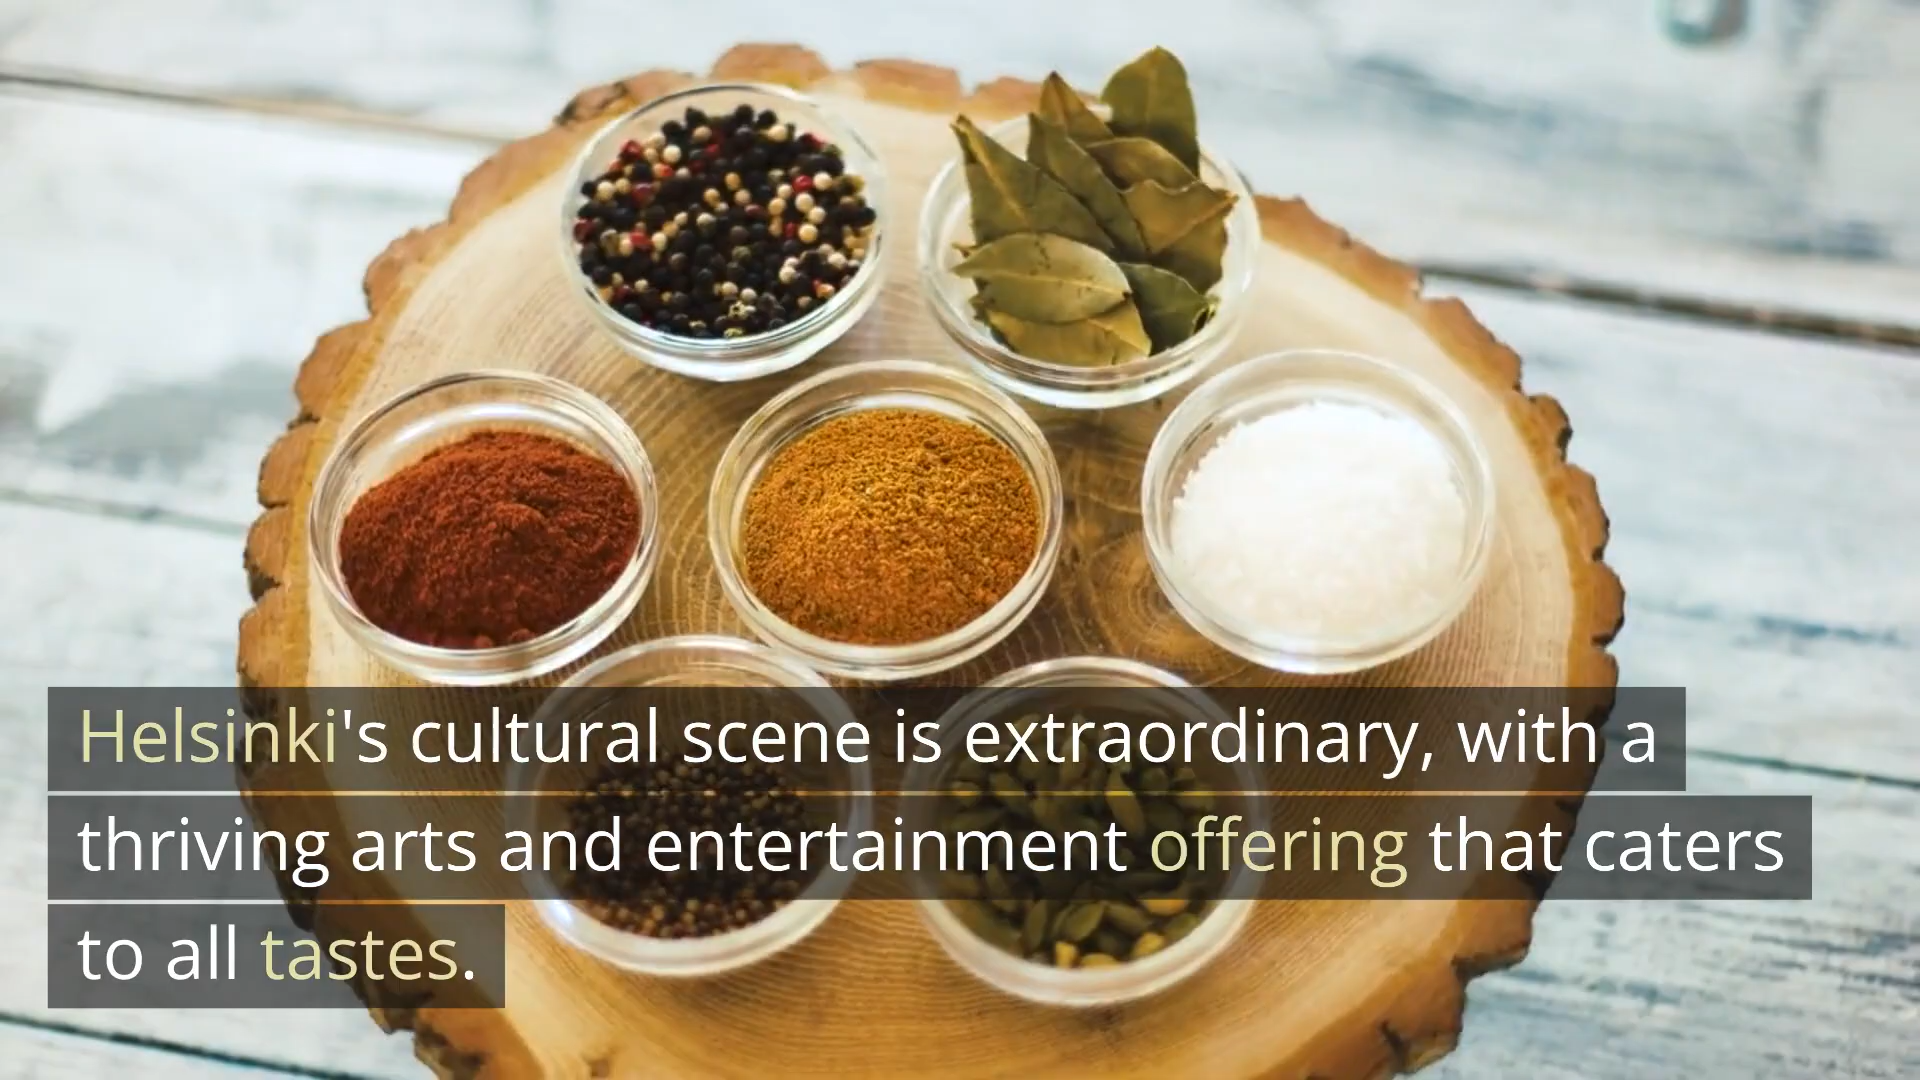 Helsinki's cultural scene is extraordinary, with a
thriving arts and entertainment offering that caters
to all tastes.